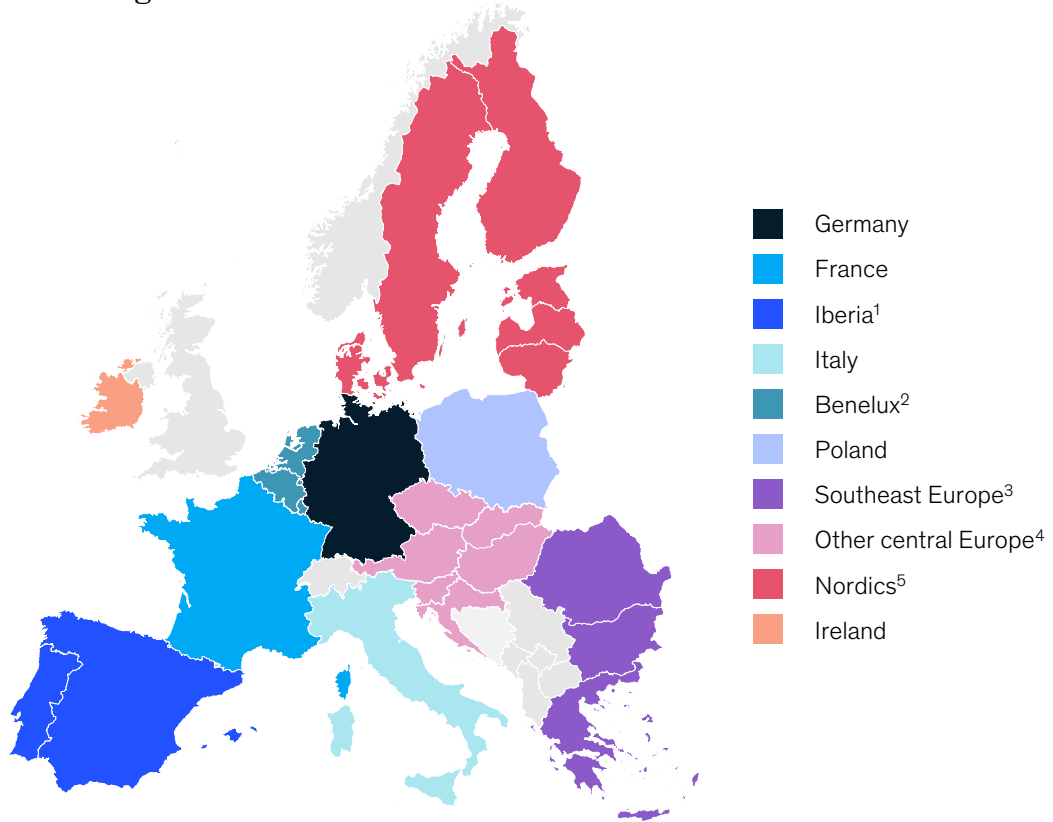 Germany
France
Iberia¹
Italy
Benelux²
Poland
Southeast Europe³
Other central Europe⁴
Nordics⁵
Ireland